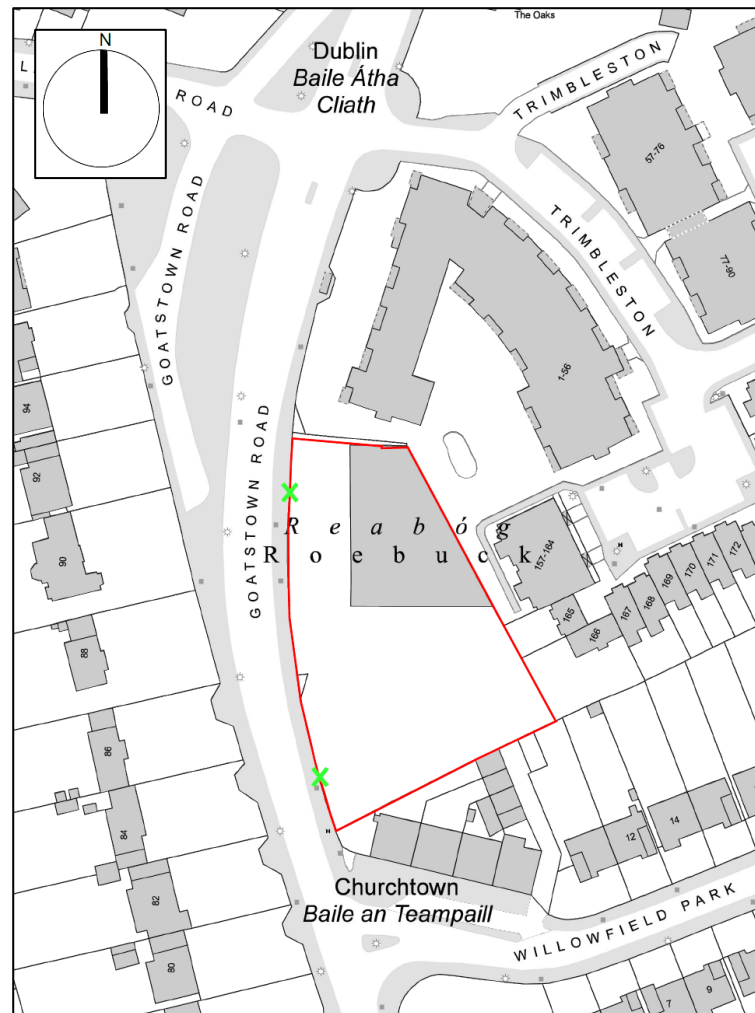 The Oaks
N
Dublin
Baile Átha
Cliath
L
ROAD
TRIMBLESTON
57-76
GOATSTOWN ROAD
TRIMBLESTON
77-90
1-56
94
GOATSTOWN ROAD
92
Reabóg
Roebuck
90
157-164
H
172
171
170
169
168
167
165
166
88
86
84
12
14
H
Churchtown
Baile an Teampaill
82
WILLOWFIELD PARK
80
7
9